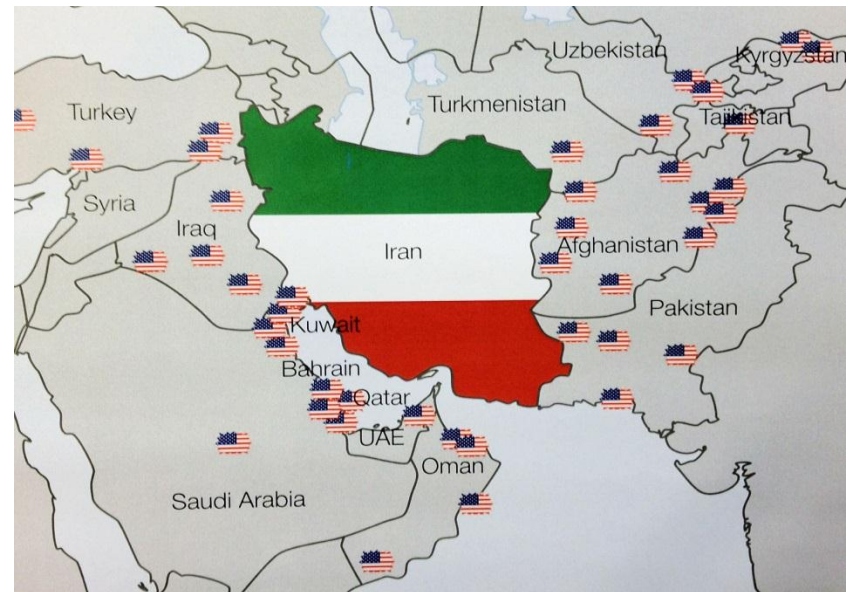 Uzbekistan
Kyrgyzstan
Turkey
Turkmenistan
Tajikistan
Syria
Iraq
Iran
Afghanistan
Pakistan
Kuwait
Bahrain
Qatar
UAE
Oman
Saudi Arabia